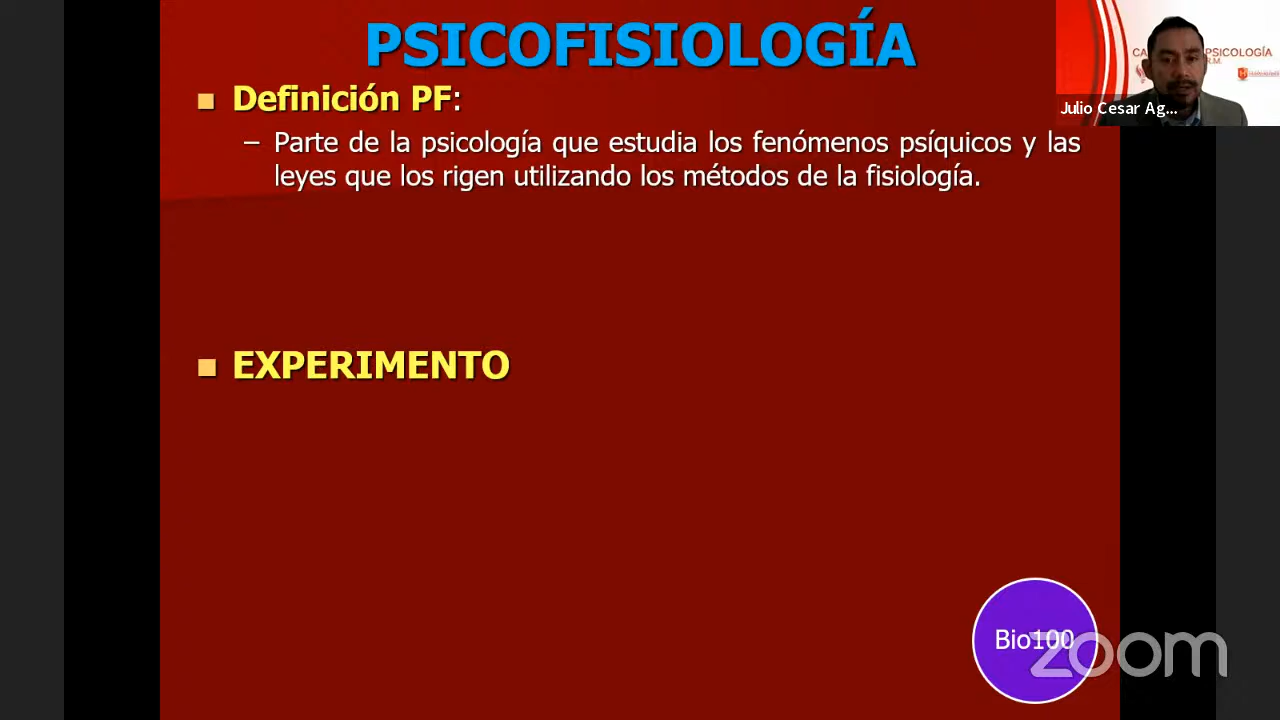 PSICOFISIOLOGÍA
Definición PF:
– Parte de la psicología que estudia los fenómenos psíquicos y las
leyes que los rigen utilizando los métodos de la fisiología.
EXPERIMENTO
Bio100
zoom
PSICOLOGÍA
Julio Cesar Ag...